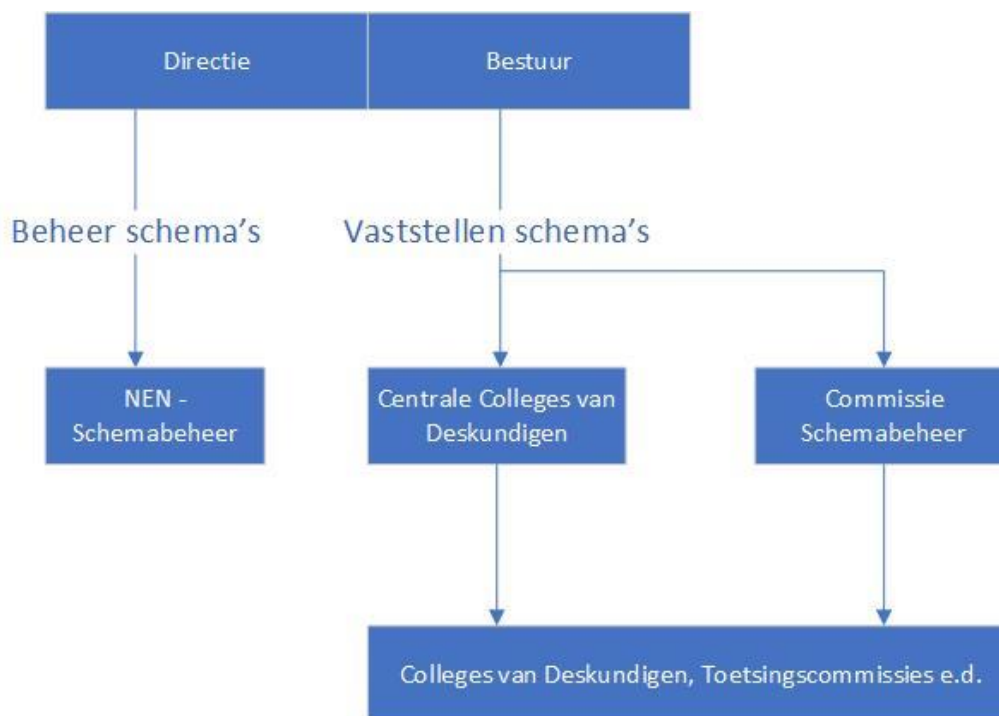 Directie
Bestuur
Beheer schema's
Vaststellen schema's
NEN -
Schemabeheer
Centrale Colleges van
Deskundigen
Commissie
Schemabeheer
Colleges van Deskundigen, Toetsingscommissies e.d.